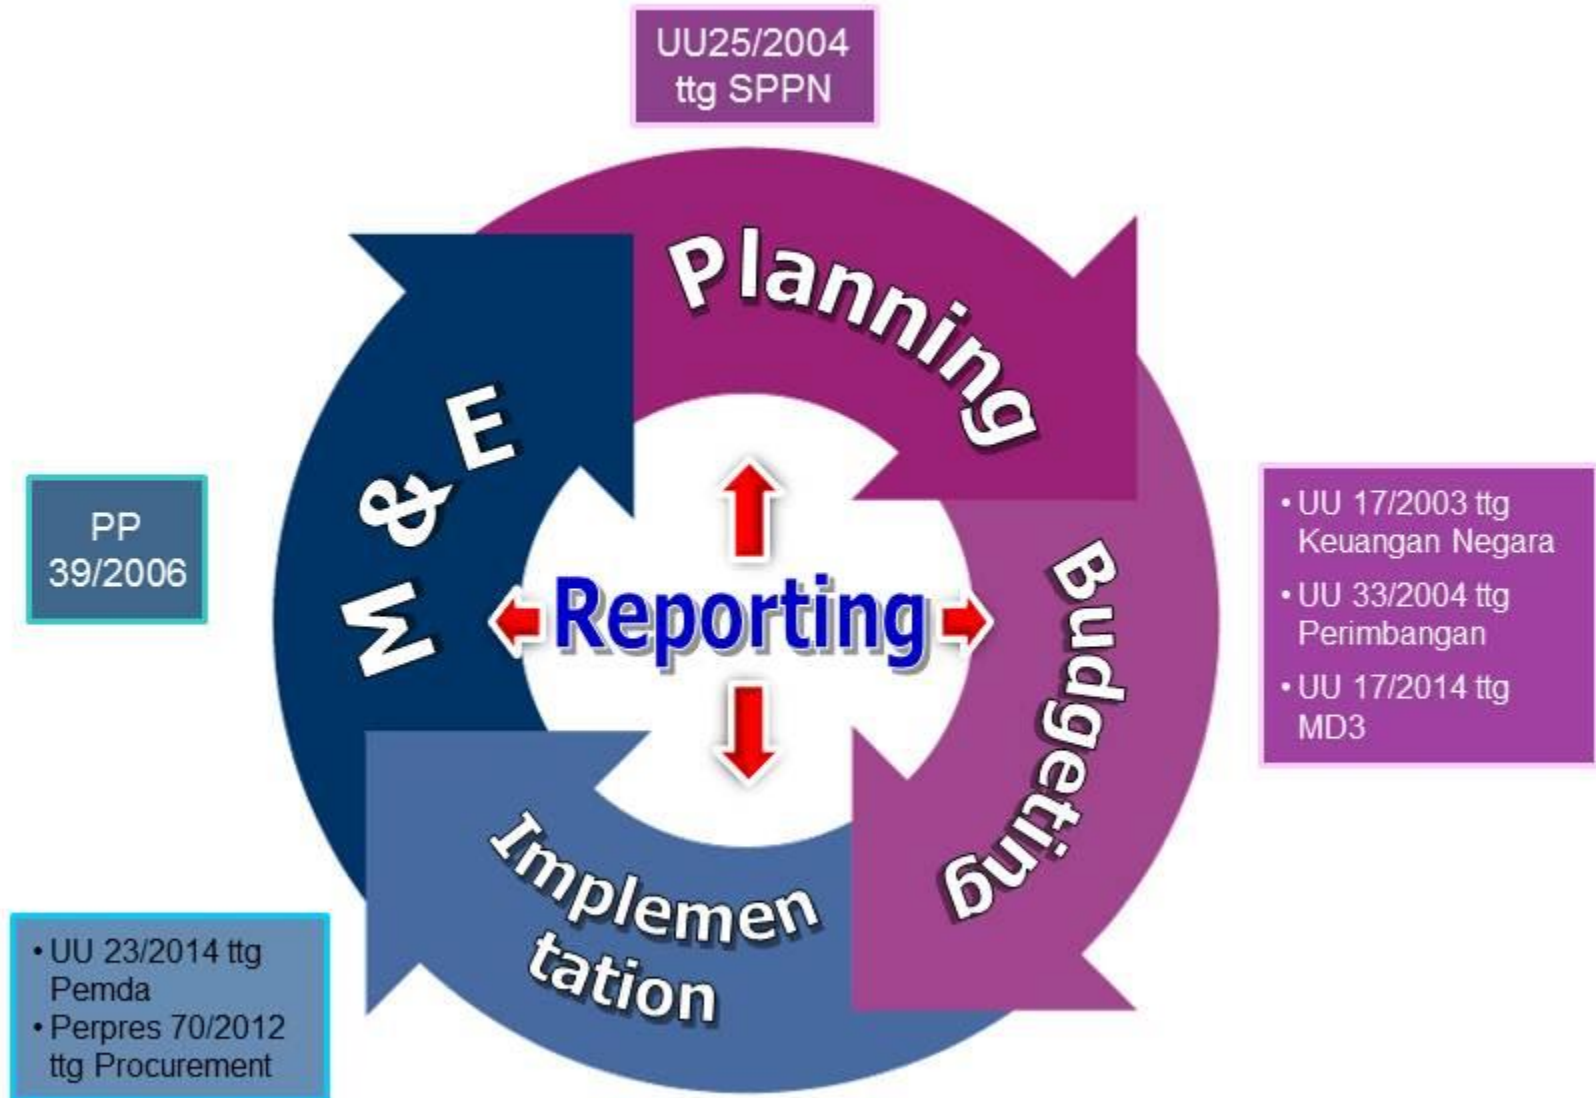 UU25/2004
ttg SPPN
Planning
M & E
PP
39/2006
Reporting
Budgeting
• UU 17/2003 ttg
Keuangan Negara
• UU 33/2004 ttg
Perimbangan
• UU 17/2014 ttg
MD3
Implemen
tation
• UU 23/2014 ttg
Pemda
• Perpres 70/2012
ttg Procurement